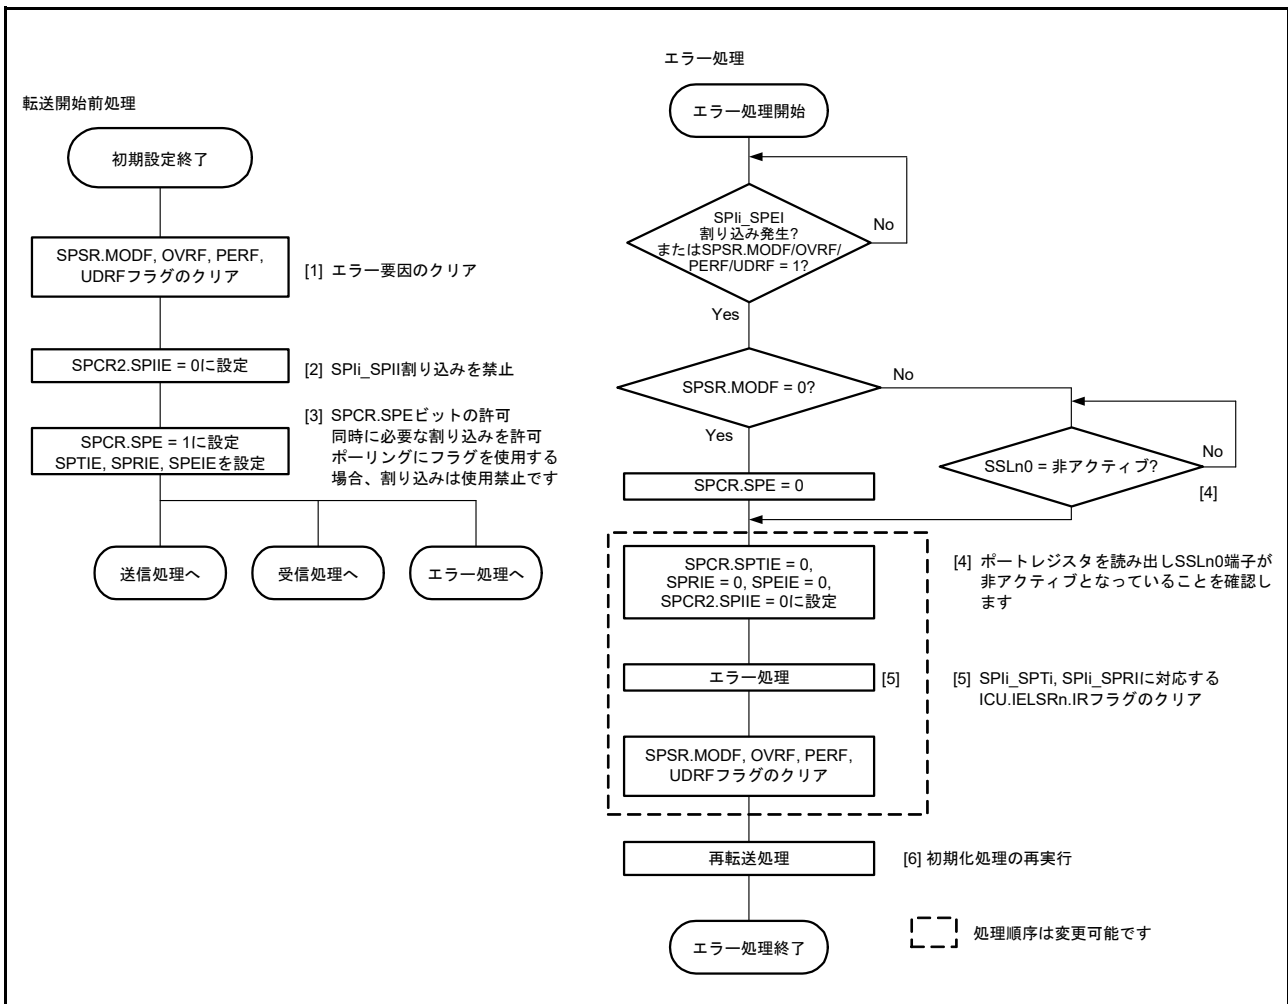 転送開始前処理
初期設定終了
SPSR.MODF, OVRF, PERF,
UDRFフラグのクリア
[1] エラー要因のクリア
SPCR2.SPIIE = 0に設定
[2] SPIi_SPII割り込みを禁止
SPCR.SPE = 1に設定
SPTIE, SPRIE, SPEIEを設定
[3] SPCR.SPEビットの許可
同時に必要な割り込みを許可
ポーリングにフラグを使用する
場合、割り込みは使用禁止です
送信処理へ
受信処理へ
エラー処理へ
エラー処理
エラー処理開始
SPIi_SPEI
割り込み発生?
またはSPSR.MODF/OVRF/
PERF/UDRF = 1?
No
Yes
SPSR.MODF = 0?
No
Yes
SSLn0 = 非アクティブ?
No
[4]
SPCR.SPE = 0
SPCR.SPTIE = 0,
SPRIE = 0, SPEIE = 0,
SPCR2.SPIIE = 0に設定
[4] ポートレジスタを読み出しSSLn0端子が
非アクティブとなっていることを確認し
ます
エラー処理
[5]
[5] SPIi_SPTi, SPIi_SPRIに対応する
ICU.IELSRn.IRフラグのクリア
SPSR.MODF, OVRF, PERF,
UDRFフラグのクリア
再転送処理
[6] 初期化処理の再実行
エラー処理終了
処理順序は変更可能です